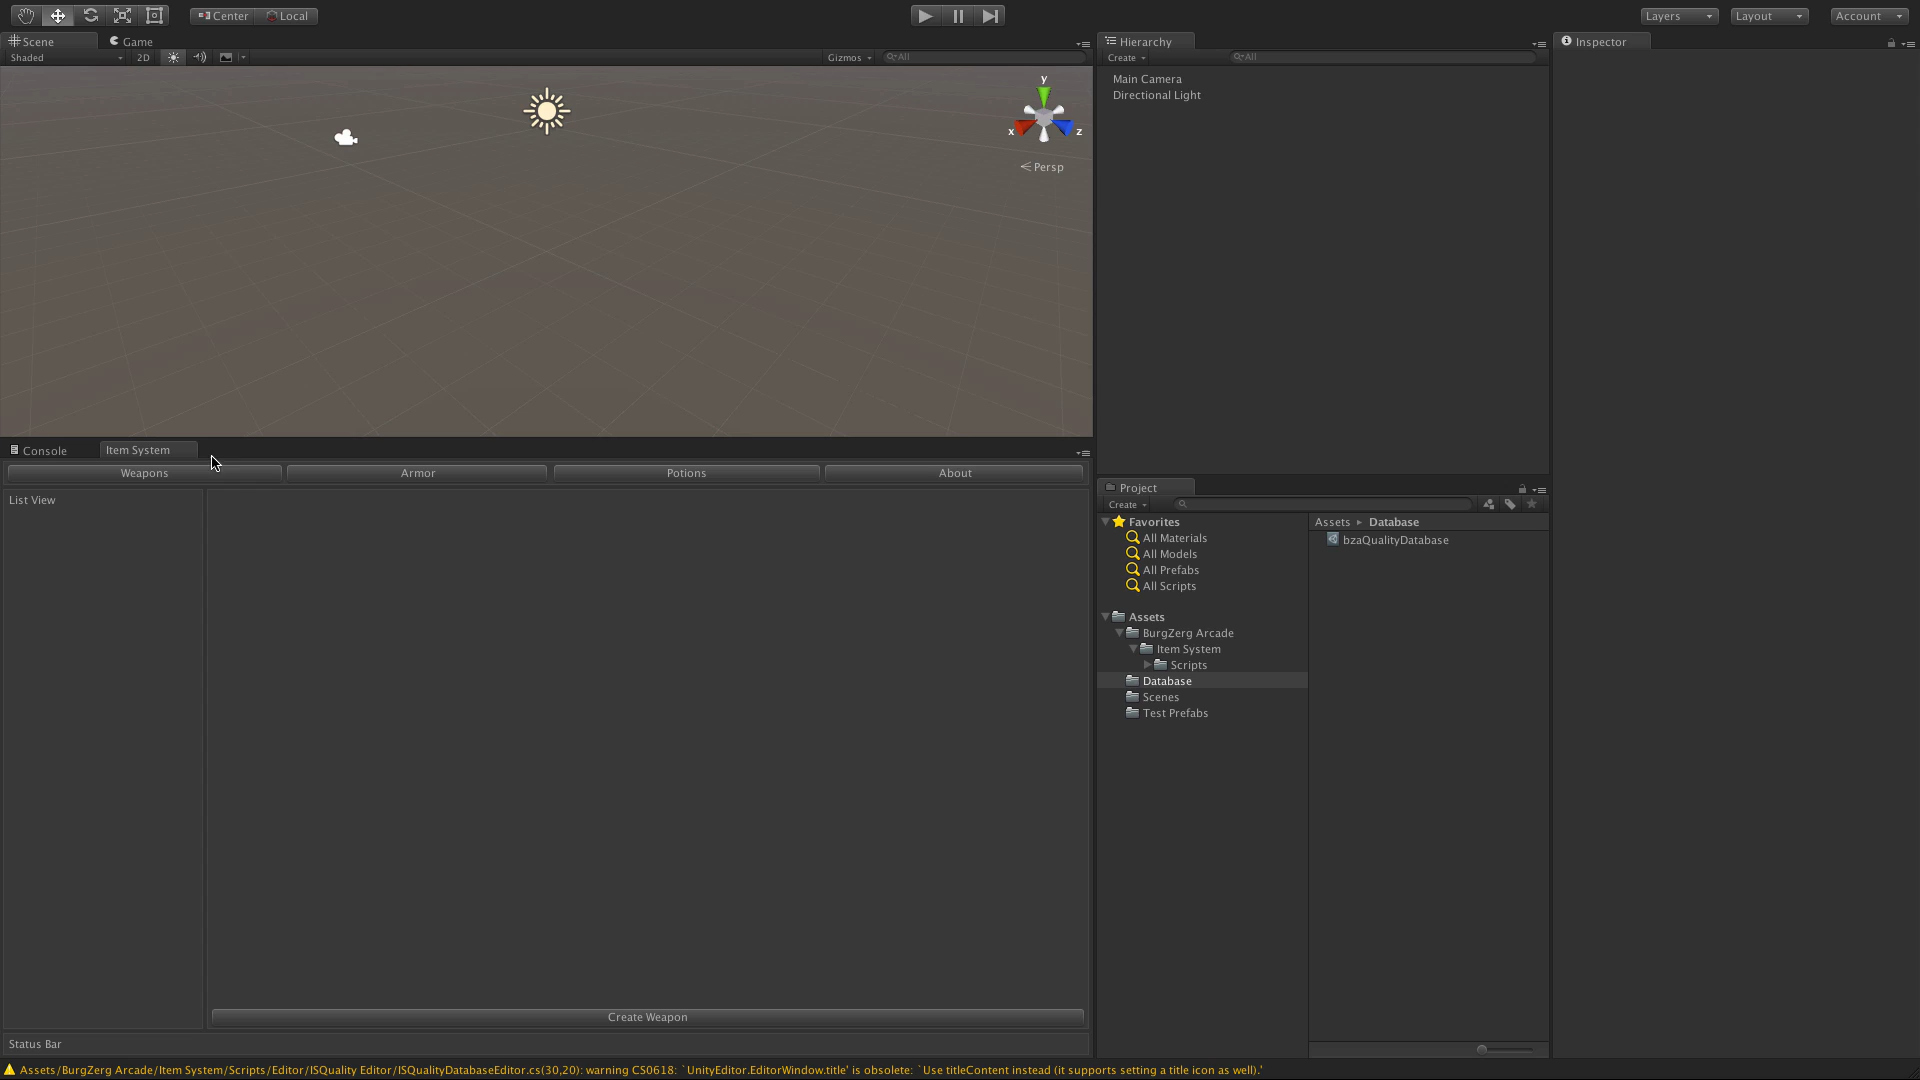 Center Local
Layers Layout Account
Scene Game
Shaded 2D Gizmos All
y
x z
Persp
Hierarchy
Create All
Main Camera
Directional Light
Inspector
Console Item System
Weapons Armor Potions About
List View
Create Weapon
Status Bar
Project
Create
Favorites
All Materials
All Models
All Prefabs
All Scripts
Assets
BurgZerg Arcade
Item System
Scripts
Database
Scenes
Test Prefabs
Assets ▸ Database
bzaQualityDatabase
Assets/BurgZerg Arcade/Item System/Scripts/Editor/ISQuality Editor/ISQualityDatabaseEditor.cs(30,20): warning CS0618: `UnityEditor.EditorWindow.title' is obsolete: `Use titleContent instead (it supports setting a title icon as well).'